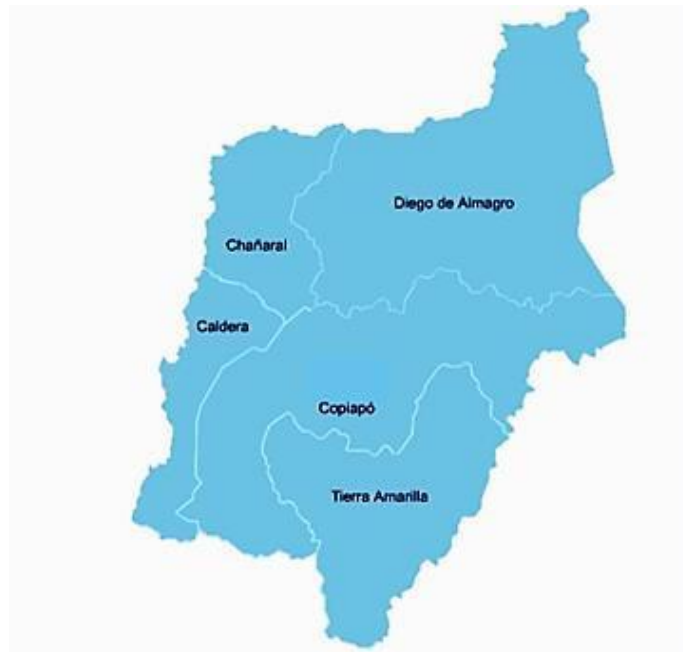 Diego de Almagro
Chañaral
Caldera
Copiapó
Tierra Amarilla